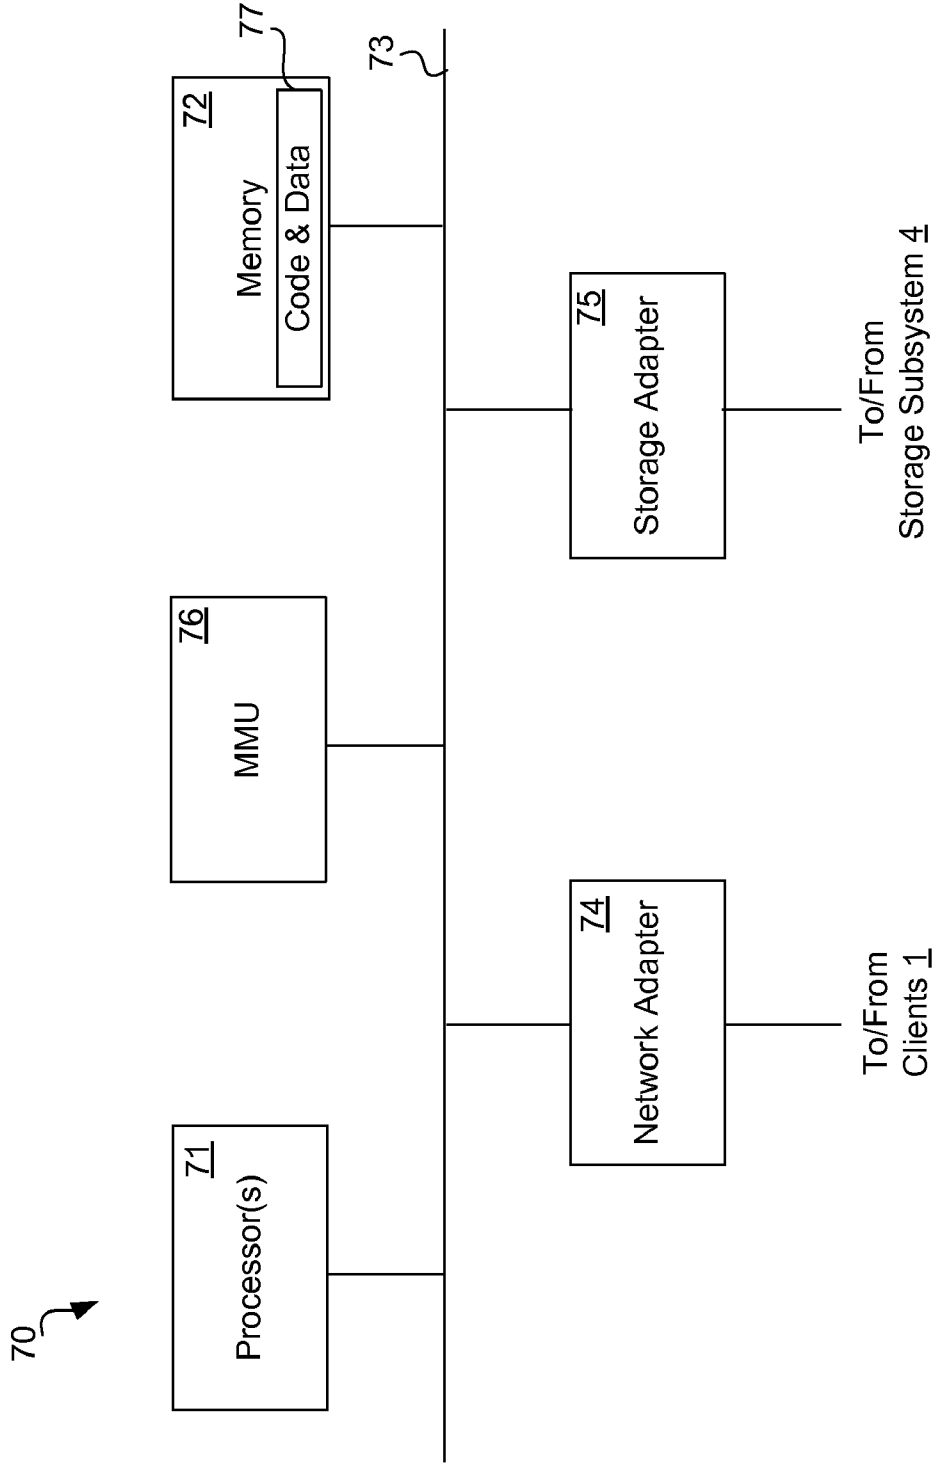 70
71
Processor(s)
76
MMU
72
Memory
Code & Data
77
73
74
Network Adapter
75
Storage Adapter
To/From
Clients 1
To/From
Storage Subsystem 4